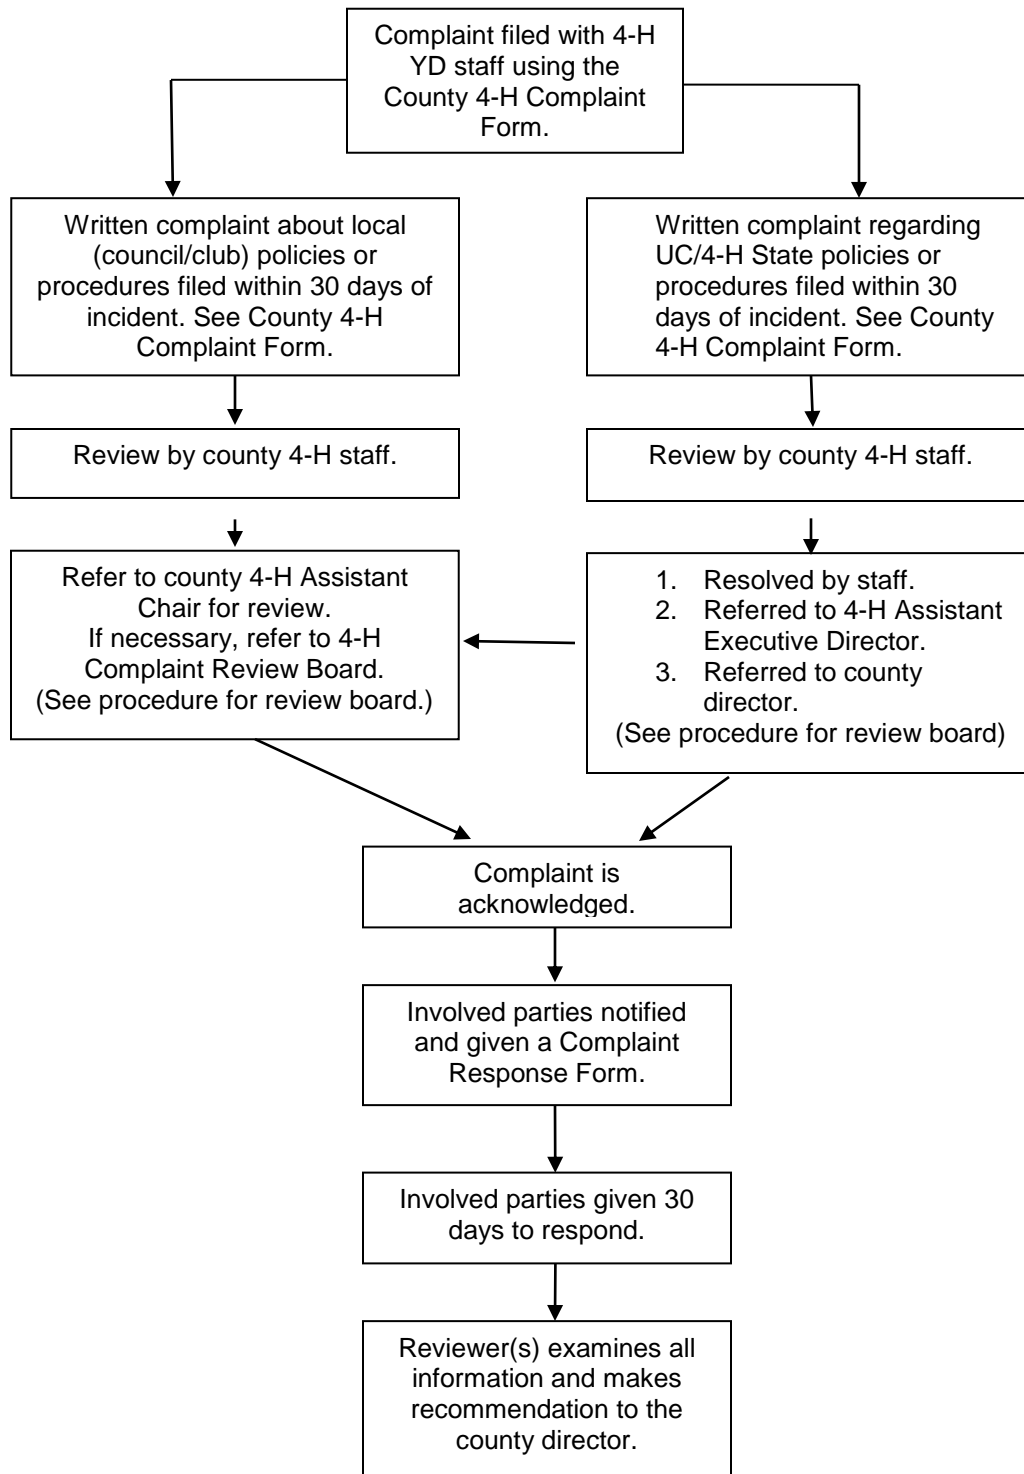 Complaint filed with 4-H
YD staff using the
County 4-H Complaint
Form.
Written complaint about local
(council/club) policies or
procedures filed within 30 days of
incident. See County 4-H
Complaint Form.
Written complaint regarding
UC/4-H State policies or
procedures filed within 30
days of incident. See County
4-H Complaint Form.
Review by county 4-H staff.
Review by county 4-H staff.
Refer to county 4-H Assistant
Chair for review.
If necessary, refer to 4-H
Complaint Review Board.
(See procedure for review board.)
1. Resolved by staff.
2. Referred to 4-H Assistant
Executive Director.
3. Referred to county
director.
(See procedure for review board)
Complaint is
acknowledged.
Involved parties notified
and given a Complaint
Response Form.
Involved parties given 30
days to respond.
Reviewer(s) examines all
information and makes
recommendation to the
county director.